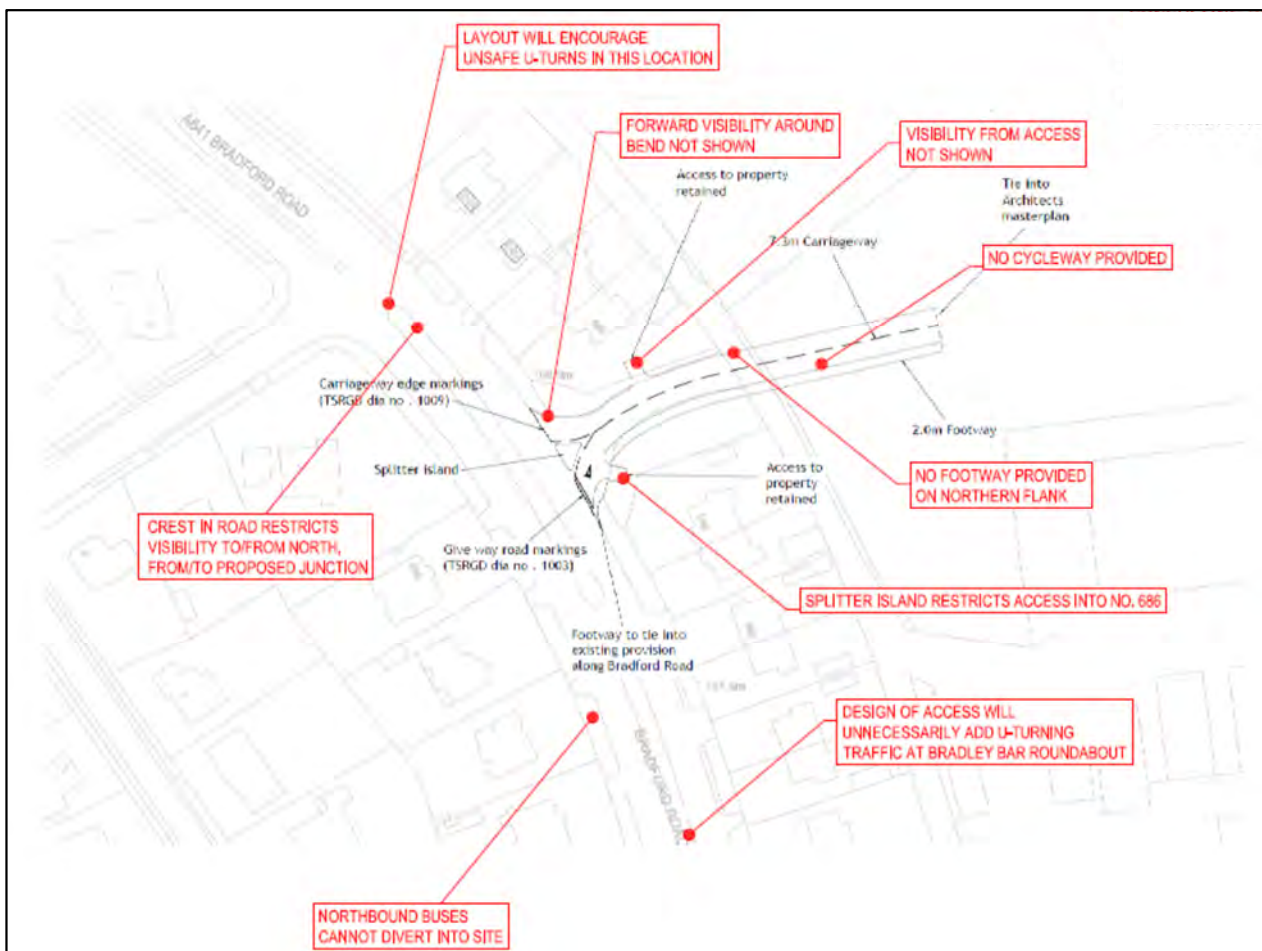 LAYOUT WILL ENCOURAGE
UNSAFE U-TURNS IN THIS LOCATION
A641 BRADFORD ROAD
FORWARD VISIBILITY AROUND
BEND NOT SHOWN
VISIBILITY FROM ACCESS
NOT SHOWN
Access to property
retained
Tie into
Architects
masterplan
7.3m Carriageway
NO CYCLEWAY PROVIDED
Carriageway edge markings
(TSRGB dia no . 1009)
2.0m Footway
Splitter island
Access to
property
retained
NO FOOTWAY PROVIDED
ON NORTHERN FLANK
CREST IN ROAD RESTRICTS
VISIBILITY TO/FROM NORTH,
FROM/TO PROPOSED JUNCTION
Give way road markings
(TSRGD dia no . 1003)
SPLITTER ISLAND RESTRICTS ACCESS INTO NO. 686
Footway to tie into
existing provision
along Bradford Road
DESIGN OF ACCESS WILL
UNNECESSARILY ADD U-TURNING
TRAFFIC AT BRADLEY BAR ROUNDABOUT
BRADFORD ROAD
NORTHBOUND BUSES
CANNOT DIVERT INTO SITE